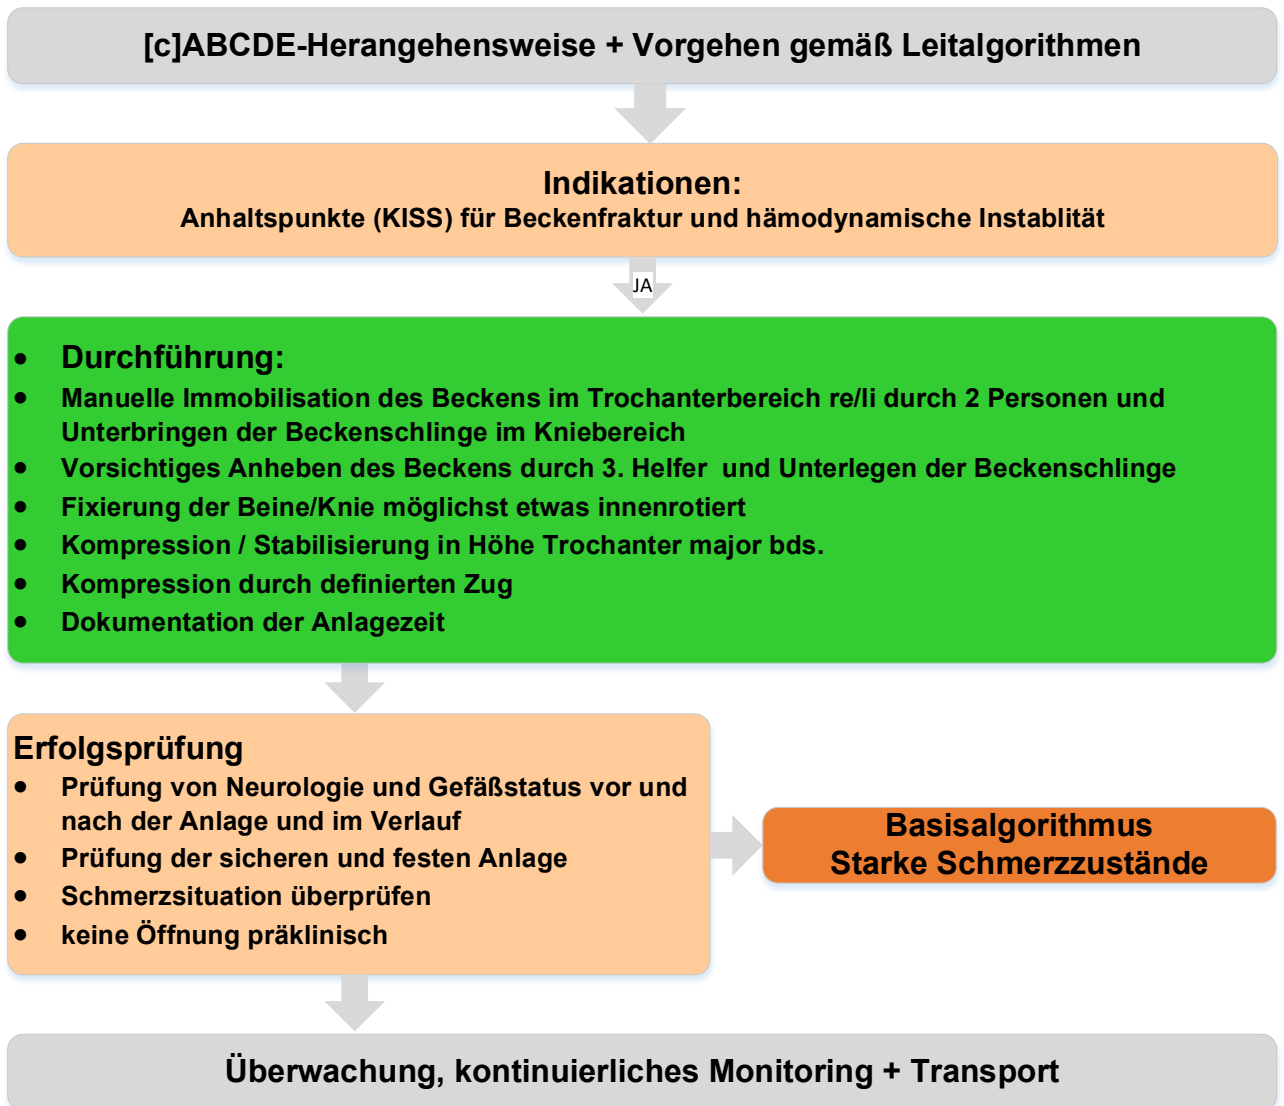 [c]ABCDE-Herangehensweise + Vorgehen gemäß Leitalgorithmen
Indikationen:
Anhaltspunkte (KISS) für Beckenfraktur und hämodynamische Instablität
JA
• Durchführung:
• Manuelle Immobilisation des Beckens im Trochanterbereich re/li durch 2 Personen und
Unterbringen der Beckenschlinge im Kniebereich
• Vorsichtiges Anheben des Beckens durch 3. Helfer und Unterlegen der Beckenschlinge
• Fixierung der Beine/Knie möglichst etwas innenrotiert
• Kompression / Stabilisierung in Höhe Trochanter major bds.
• Kompression durch definierten Zug
• Dokumentation der Anlagezeit
Erfolgsprüfung
• Prüfung von Neurologie und Gefäßstatus vor und
nach der Anlage und im Verlauf
• Prüfung der sicheren und festen Anlage
• Schmerzsituation überprüfen
• keine Öffnung präklinisch
Basisalgorithmus
Starke Schmerzzustände
Überwachung, kontinuierliches Monitoring + Transport